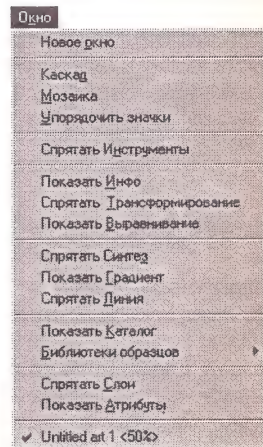 Окно
Новое окно
Каскад
Мозаика
Упорядочить значки
Спрятать Инструменты
Показать Инфо
Спрятать Трансформирование
Показать Выравнивание
Спрятать Синтез
Показать Градиент
Спрятать Линия
Показать Каталог
Библиотеки образцов
Спрятать Слои
Показать Атрибуты
Untitled art 1 <50%>